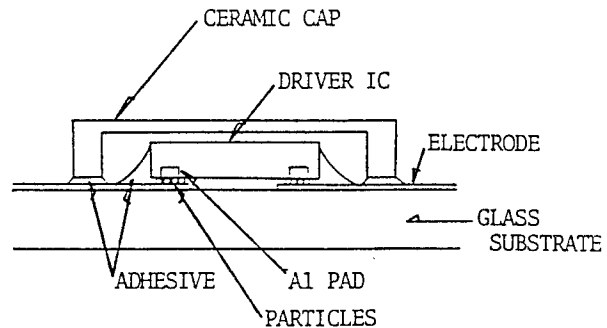 CERAMIC CAP
DRIVER IC
ELECTRODE
GLASS
SUBSTRATE
ADHESIVE
Al PAD
PARTICLES